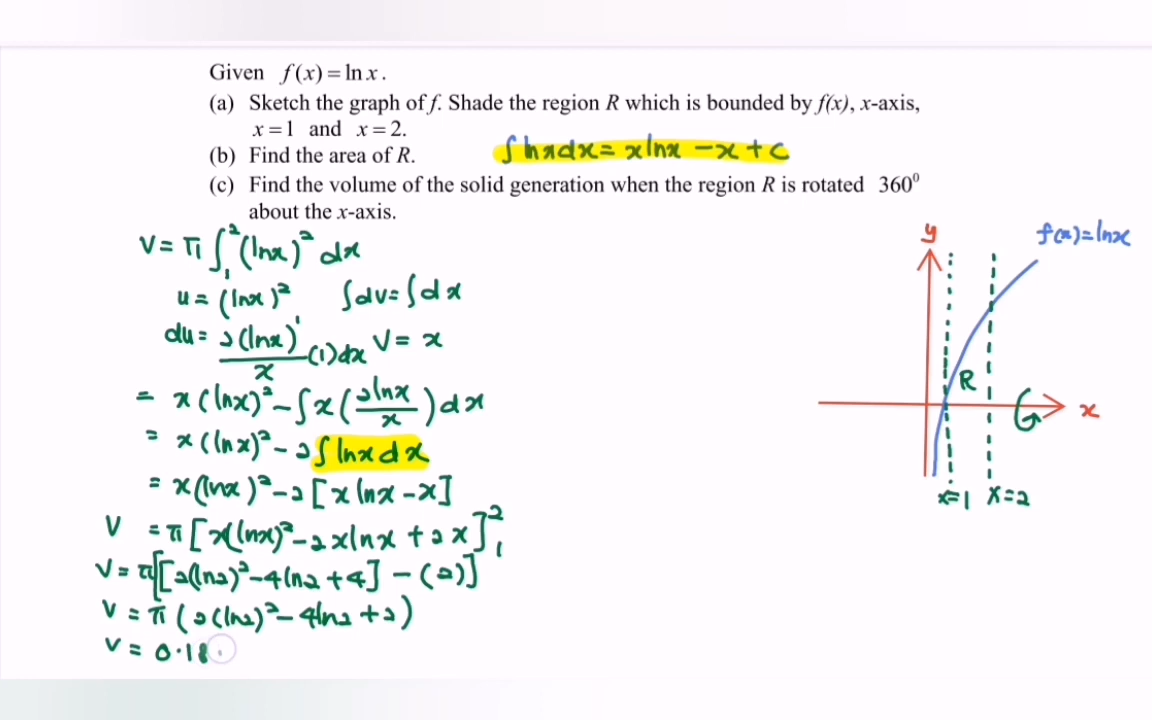 Given f(x) = ln x.
(a) Sketch the graph of f. Shade the region R which is bounded by f(x), x-axis,
x = 1 and x = 2.
(b) Find the area of R.
∫ lnx dx = x lnx - x + c
(c) Find the volume of the solid generation when the region R is rotated 360⁰
about the x-axis.
V = π ∫₁² (lnx)² dx
u = (lnx)² ∫dv = ∫dx
du = 2(lnx)¹/x (1)dx V = x
= x(lnx)² - ∫x(2lnx/x)dx
= x(lnx)² - 2∫lnx dx
= x(lnx)² - 2[x lnx - x]
V = π[x(lnx)² - 2xlnx + 2x]²₁
V = π[[2(ln2)² - 4ln2 + 4] - (2)]
V = π(2(ln2)² - 4ln2 + 2)
V = 0.18
y
f(x) = lnx
R
x
x=1 x=2